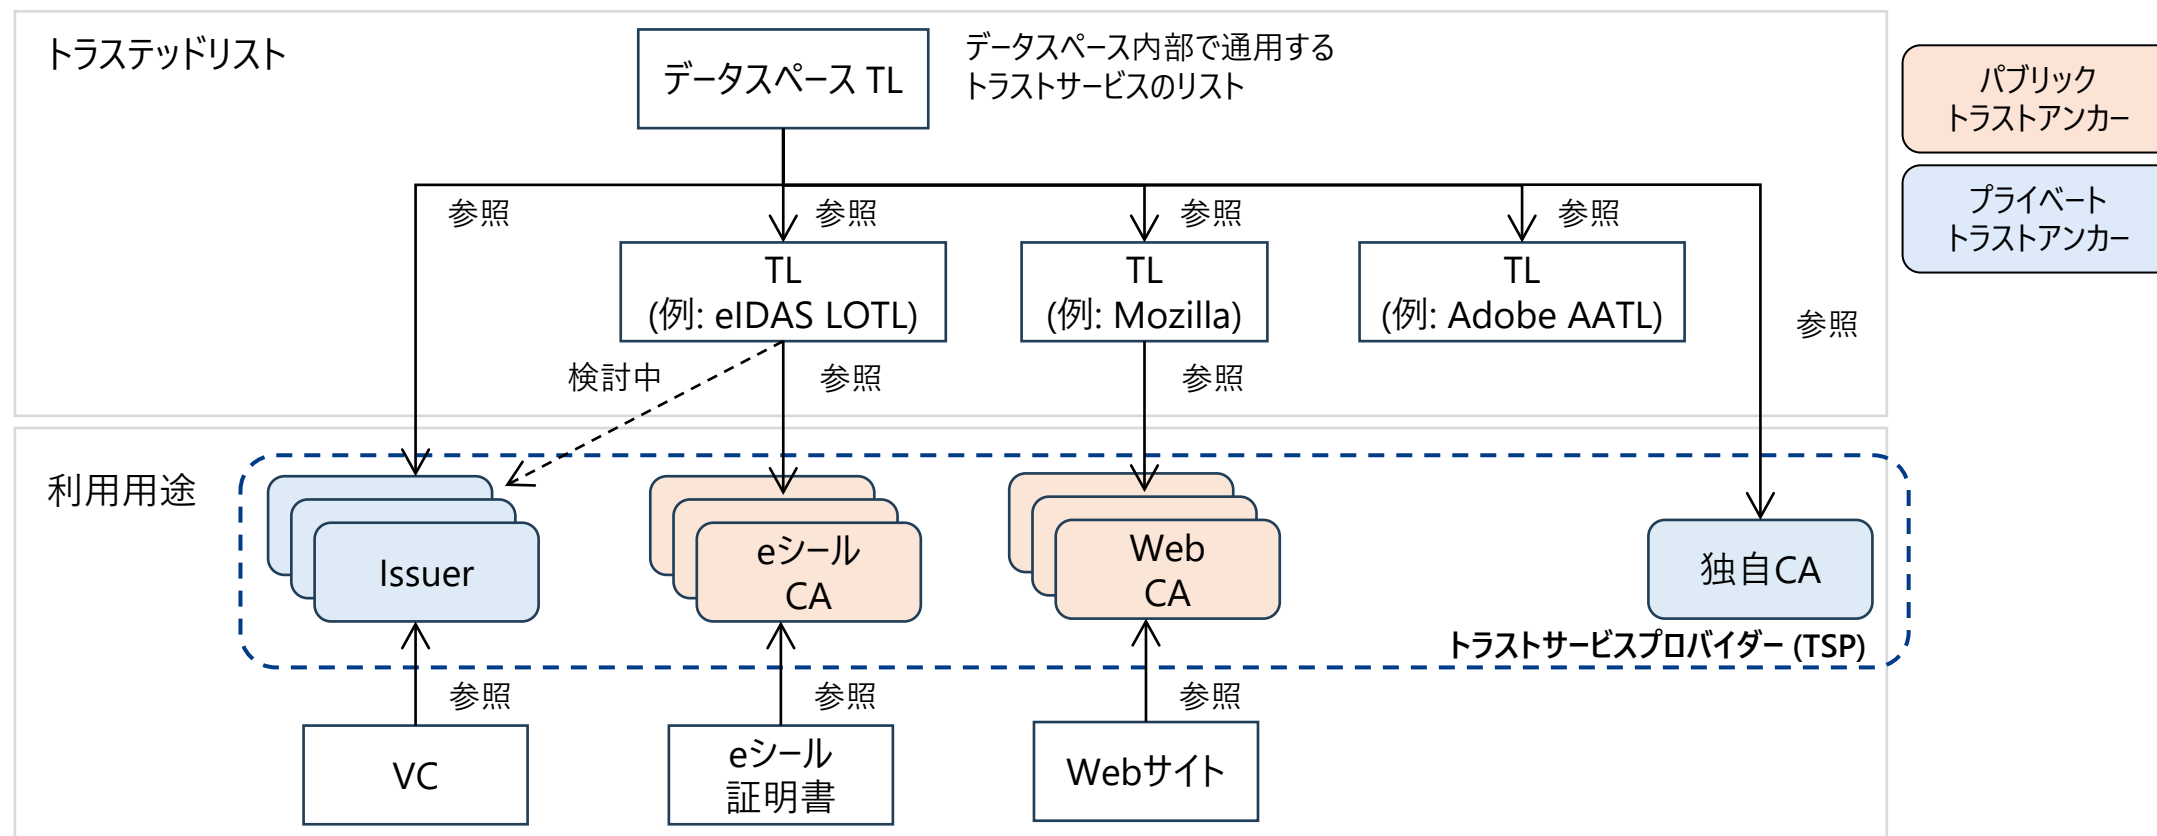 トラステッドリスト
データスペース TL
データスペース内部で通用する
トラストサービスのリスト
パブリック
トラストアンカー
プライベート
トラストアンカー
参照
参照
参照
参照
TL
(例: eIDAS LOTL)
TL
(例: Mozilla)
TL
(例: Adobe AATL)
参照
検討中
参照
参照
利用用途
Issuer
eシール
CA
Web
CA
独自CA
トラストサービスプロバイダー (TSP)
参照
参照
参照
VC
eシール
証明書
Webサイト